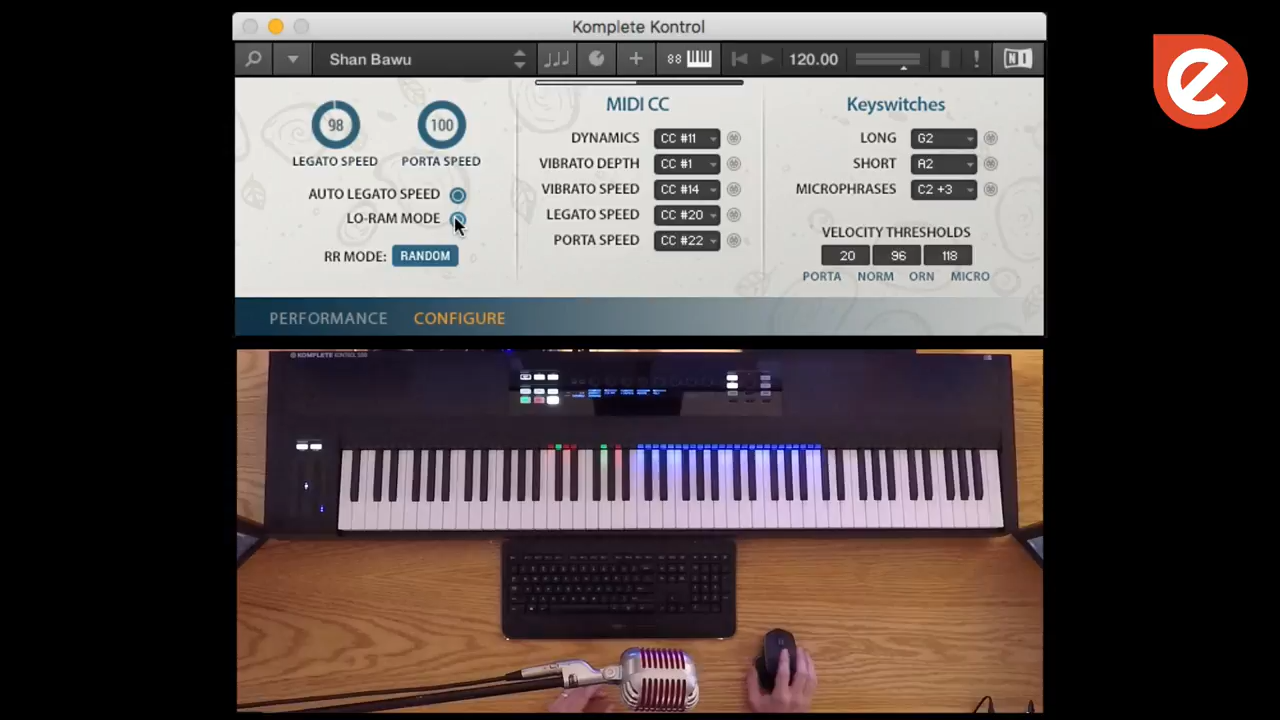 Komplete Kontrol
Shan Bawu
88
120.00
98
100
LEGATO SPEED
PORTA SPEED
AUTO LEGATO SPEED
LO-RAM MODE
RR MODE: RANDOM
MIDI CC
DYNAMICS CC #11
VIBRATO DEPTH CC #1
VIBRATO SPEED CC #14
LEGATO SPEED CC #20
PORTA SPEED CC #22
Keyswitches
LONG G2
SHORT A2
MICROPHRASES C2 +3
VELOCITY THRESHOLDS
20 96 118
PORTA NORM ORN MICRO
PERFORMANCE CONFIGURE
KOMPLETE KONTROL S88
e